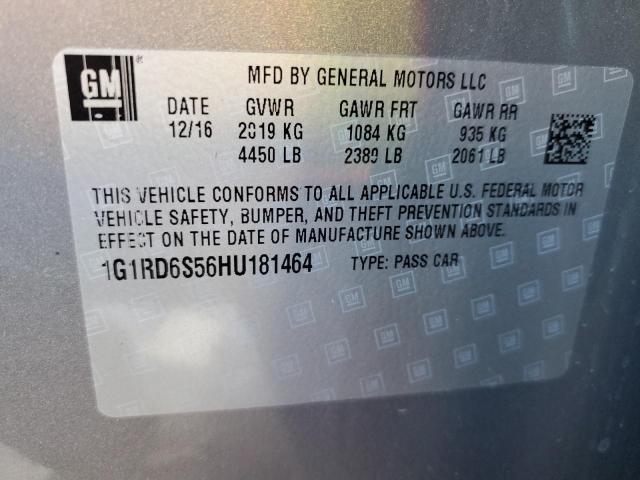 GM
MFD BY GENERAL MOTORS LLC
DATE GVWR GAWR FRT GAWR RR
12/16 2019 KG 1084 KG 935 KG
4450 LB 2389 LB 2061 LB
THIS VEHICLE CONFORMS TO ALL APPLICABLE U.S. FEDERAL MOTOR
VEHICLE SAFETY, BUMPER, AND THEFT PREVENTION STANDARDS IN
EFFECT ON THE DATE OF MANUFACTURE SHOWN ABOVE.
1G1RD6S56HU181464 TYPE: PASS CAR